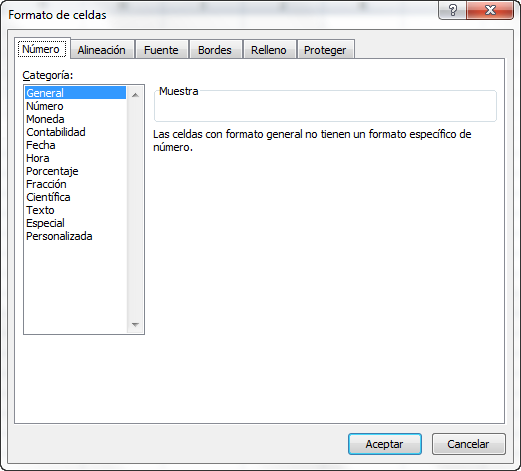 Formato de celdas
?
Número Alineación Fuente Bordes Relleno Proteger
Categoría:
General
Número
Moneda
Contabilidad
Fecha
Hora
Porcentaje
Fracción
Científica
Texto
Especial
Personalizada
Muestra
Las celdas con formato general no tienen un formato específico de
número.
Aceptar Cancelar